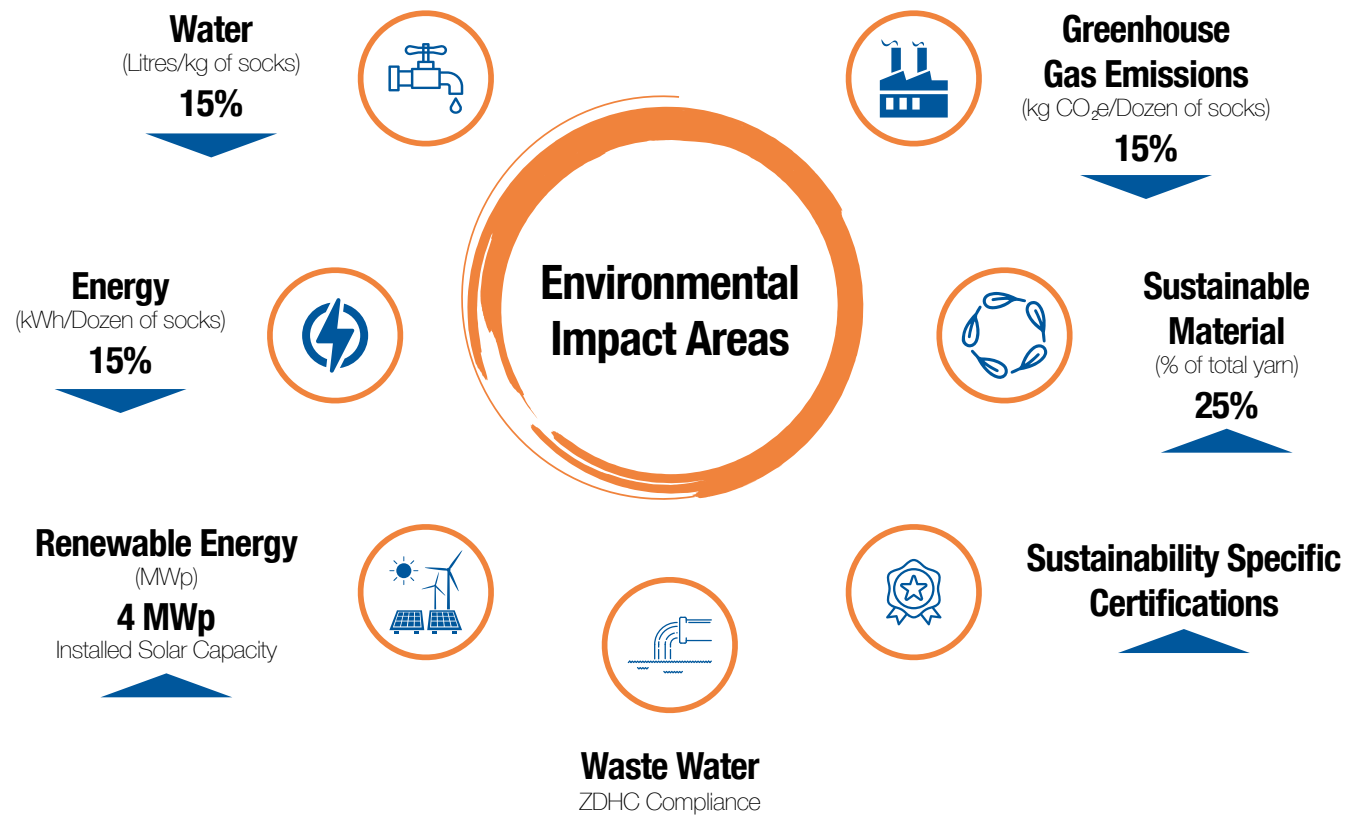 Water
(Litres/kg of socks)
15%
Greenhouse
Gas Emissions
(kg CO₂e/Dozen of socks)
15%
Environmental
Impact Areas
Energy
(kWh/Dozen of socks)
15%
Sustainable
Material
(% of total yarn)
25%
Renewable Energy
(MWp)
4 MWp
Installed Solar Capacity
Sustainability Specific
Certifications
Waste Water
ZDHC Compliance